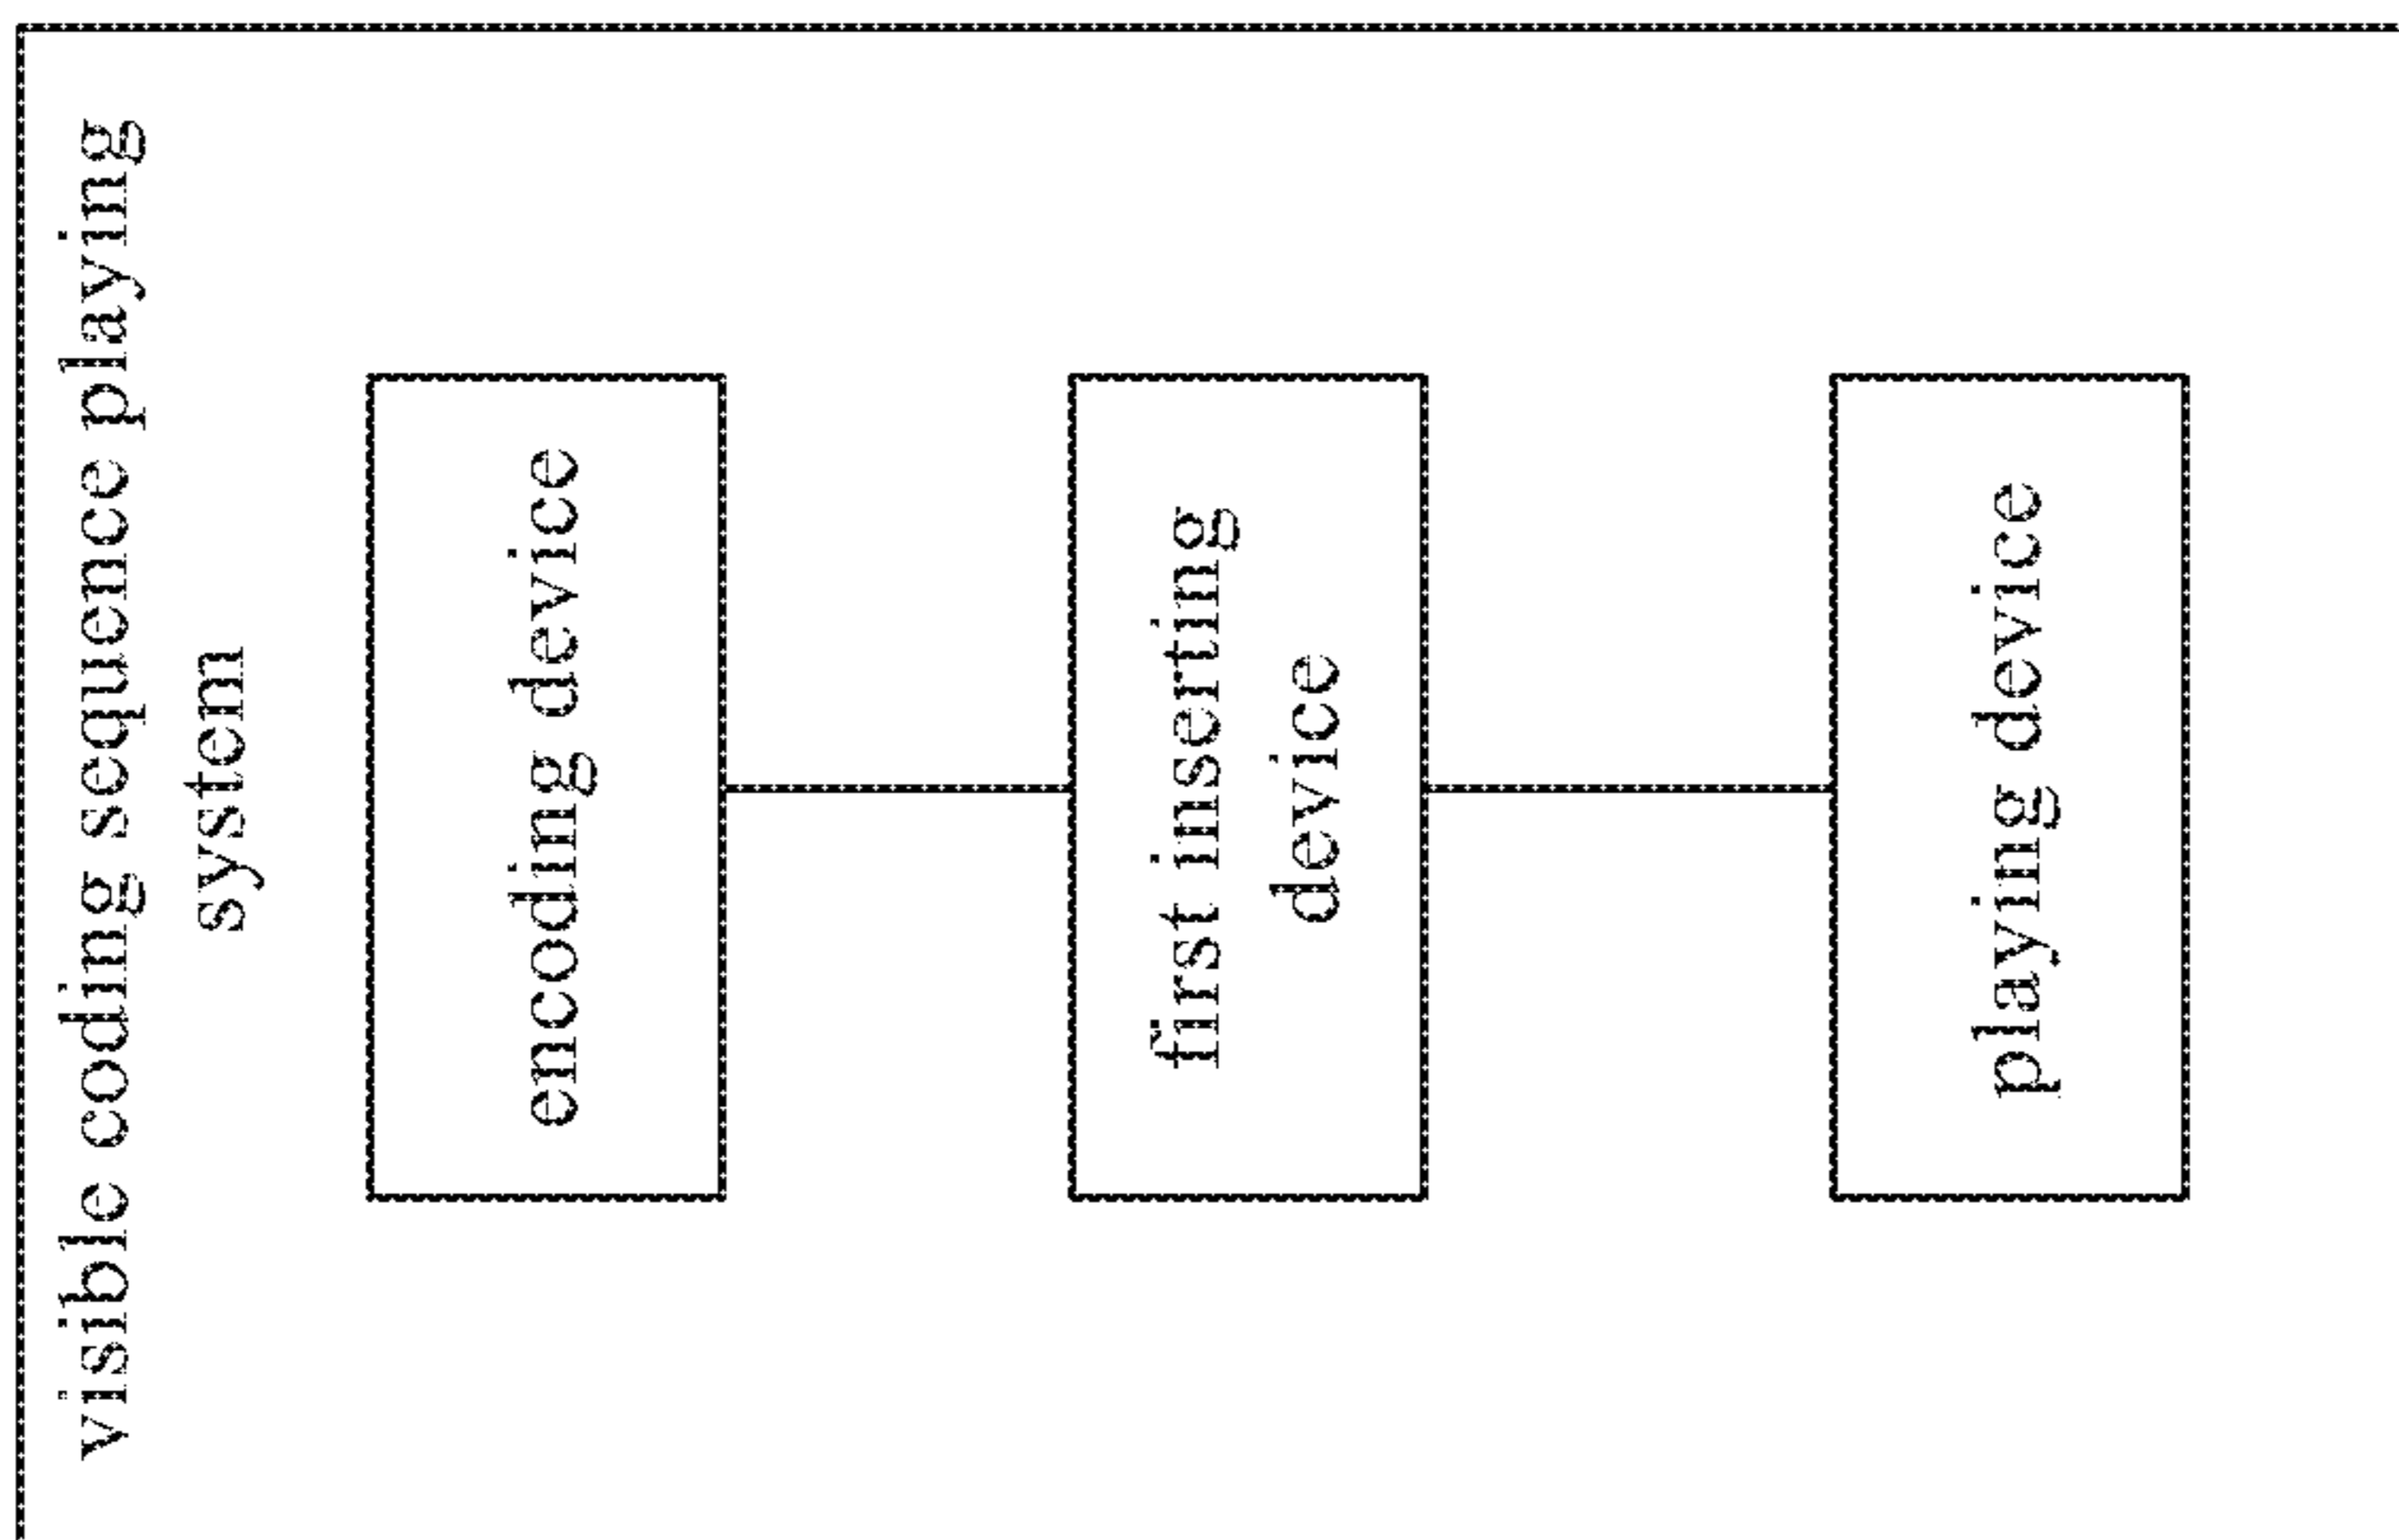 visible coding sequence playing
system
encoding device
first inserting
device
playing device